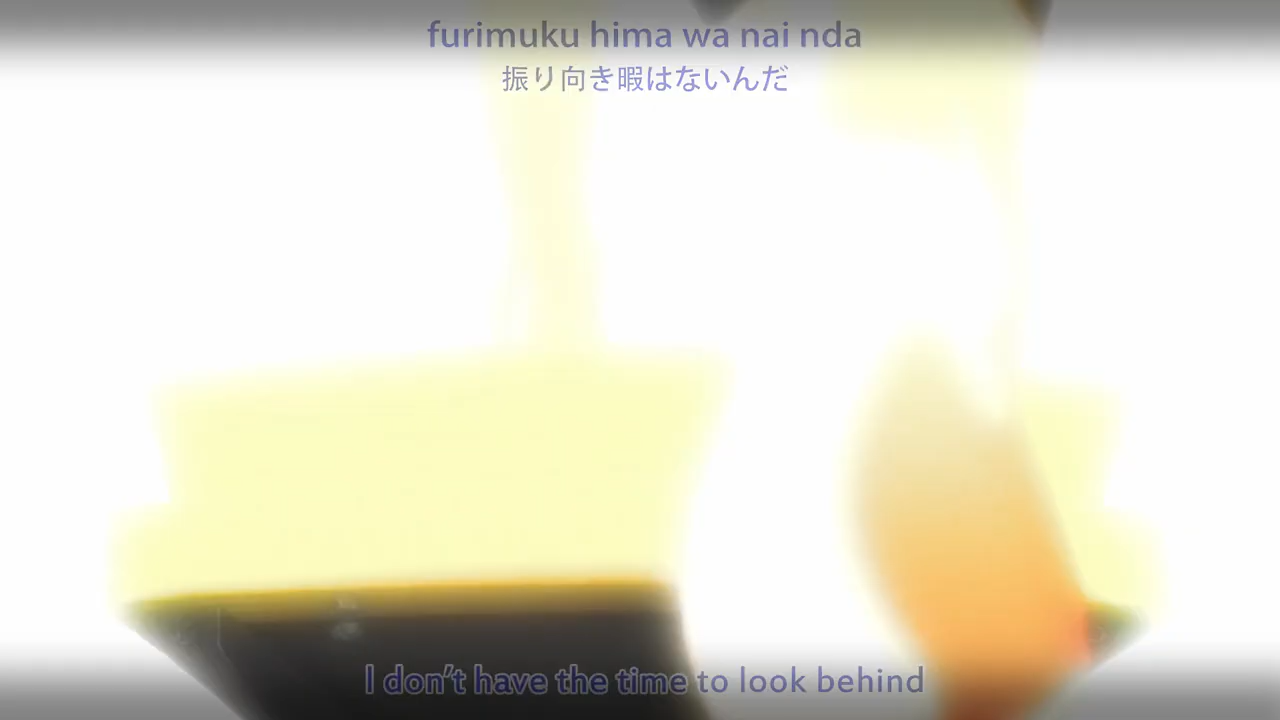 furimuku hima wa nai nda
振り向き暇はないんだ
I don't have the time to look behind